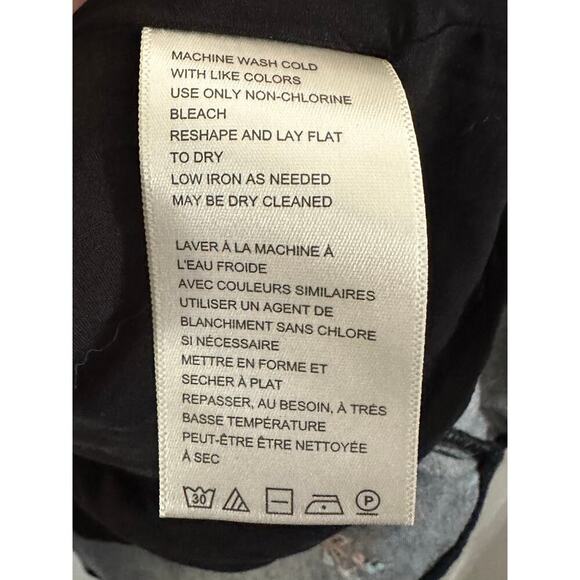 MACHINE WASH COLD
WITH LIKE COLORS
USE ONLY NON-CHLORINE
BLEACH
RESHAPE AND LAY FLAT
TO DRY
LOW IRON AS NEEDED
MAY BE DRY CLEANED
LAVER À LA MACHINE À
L'EAU FROIDE
AVEC COULEURS SIMILAIRES
UTILISER UN AGENT DE
BLANCHIMENT SANS CHLORE
SI NÉCESSAIRE
METTRE EN FORME ET
SECHER À PLAT
REPASSER, AU BESOIN, À TRÈS
BASSE TEMPÉRATURE
PEUT-ÊTRE ÊTRE NETTOYÉE
À SEC
30 P